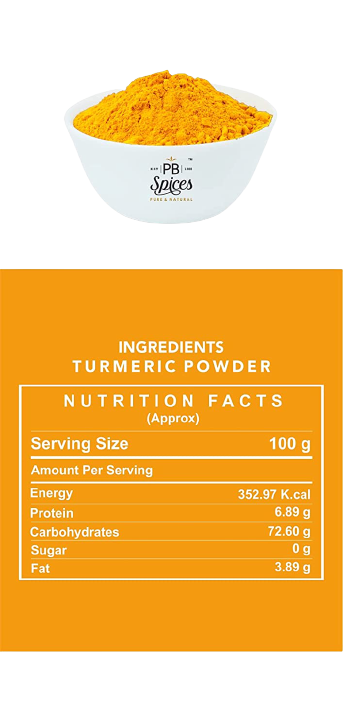 PB
Spices
PURE & NATURAL
™
INGREDIENTS
TURMERIC POWDER
NUTRITION FACTS
(Approx)
Serving Size 100 g
Amount Per Serving
Energy 352.97 K.cal
Protein 6.89 g
Carbohydrates 72.60 g
Sugar 0 g
Fat 3.89 g